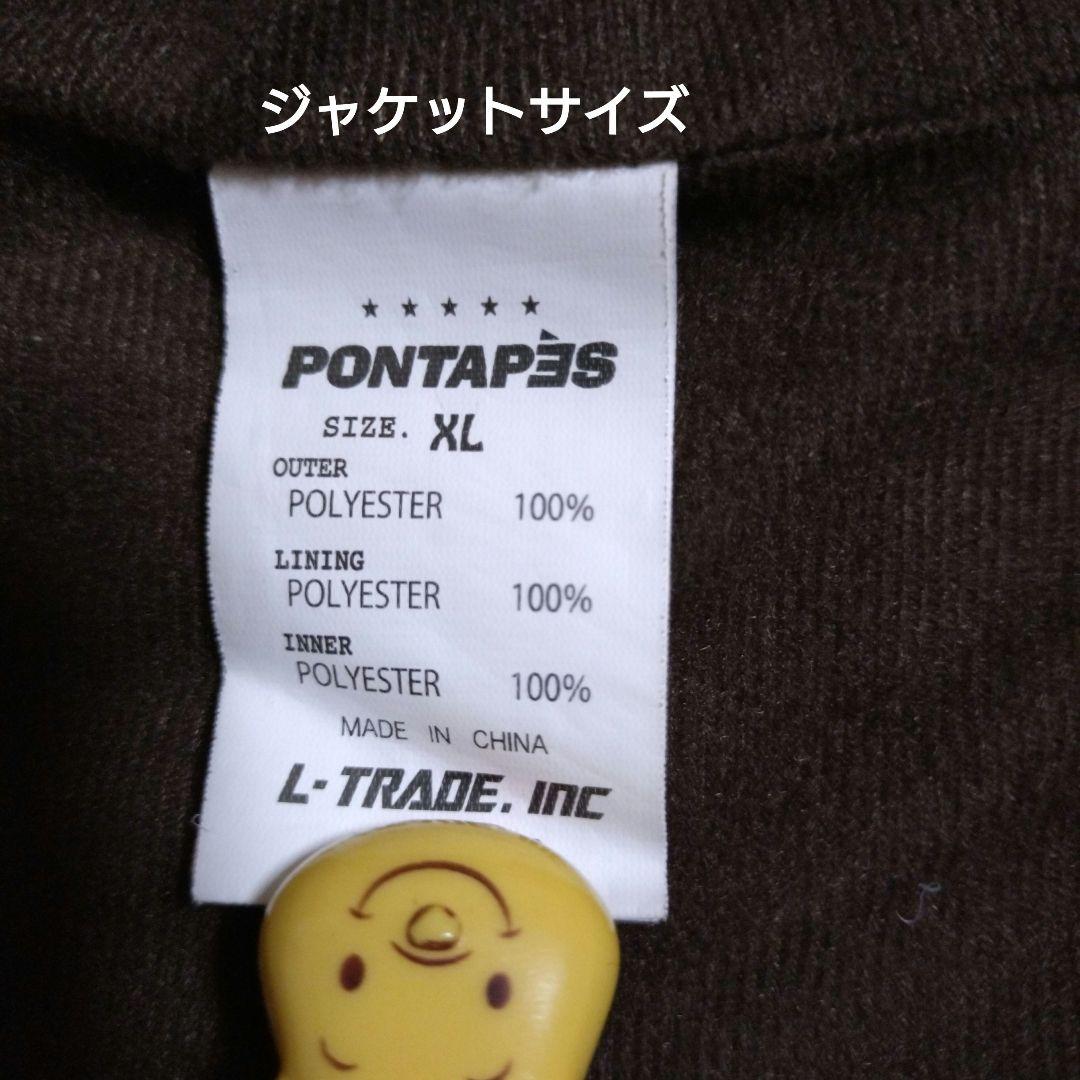 ジャケットサイズ
★★★★★
PONTAPÈS
SIZE. XL
OUTER
POLYESTER 100%
LINING
POLYESTER 100%
INNER
POLYESTER 100%
MADE IN CHINA
L-TRADE. INC